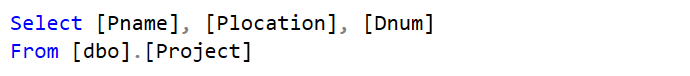 Select [Pname], [Plocation], [Dnum]
From [dbo].[Project]